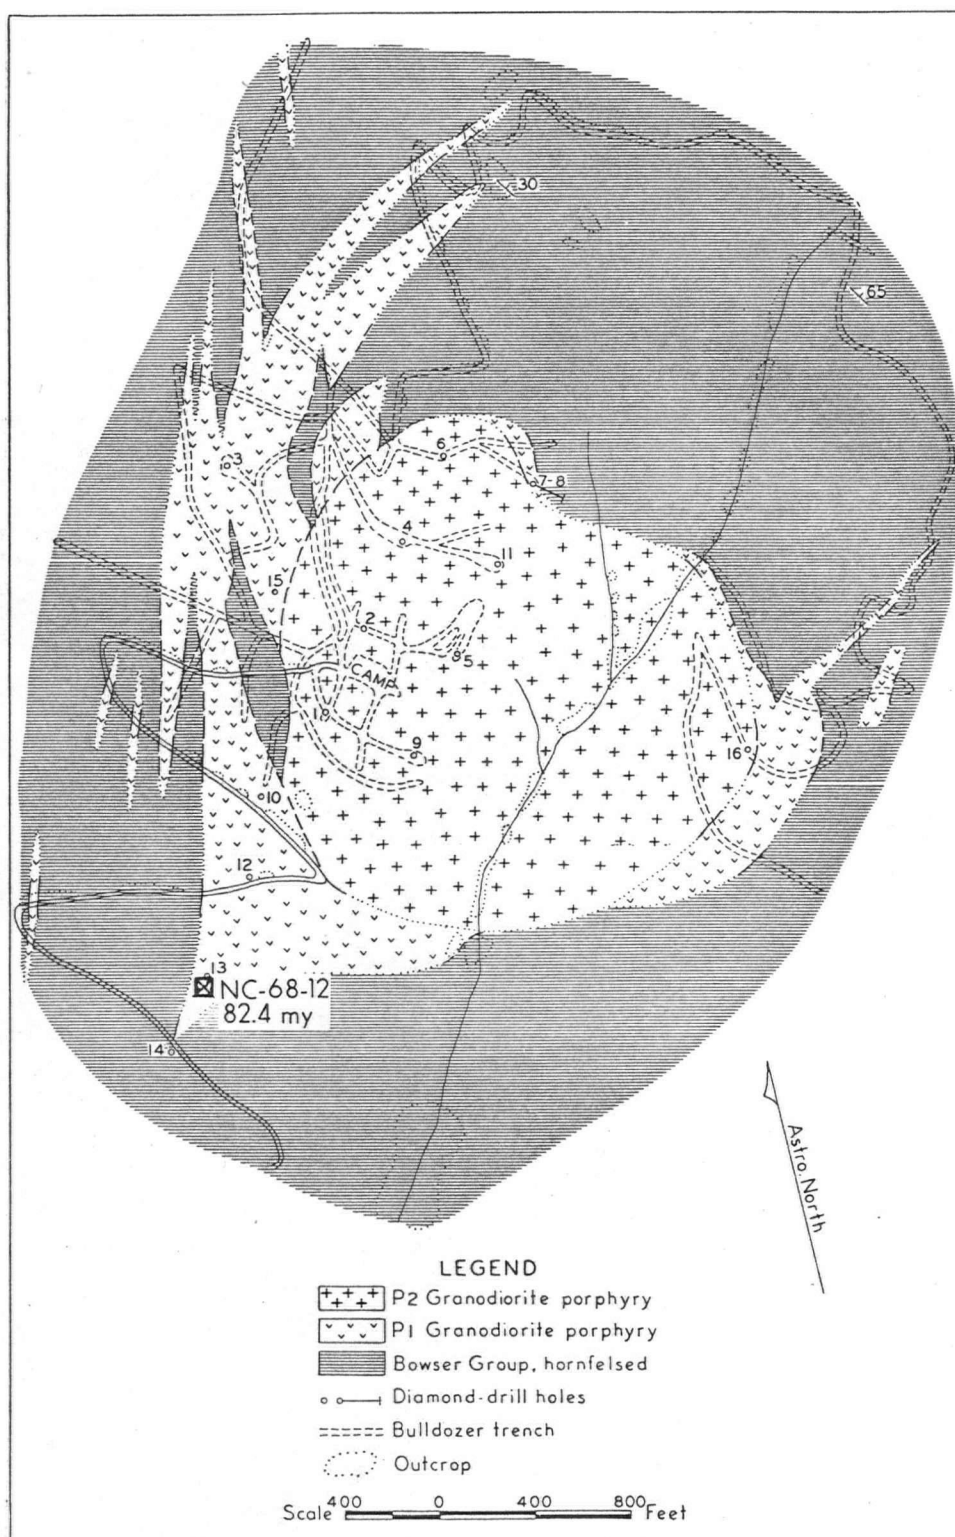 30
65
3
6
7-8
4
11
15
2
5
CAMP
1
9
16
10
12
13
NC-68-12
82.4 my
14
Astro. North
LEGEND
P2 Granodiorite porphyry
P1 Granodiorite porphyry
Bowser Group, hornfelsed
Diamond-drill holes
Bulldozer trench
Outcrop
Scale 400 0 400 800 Feet